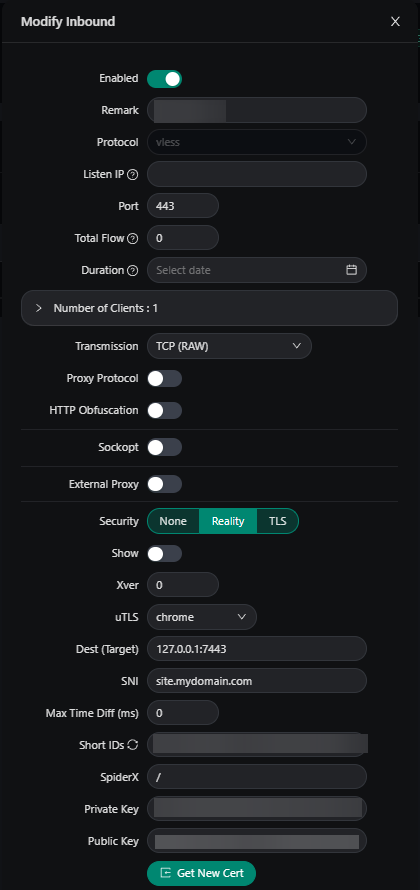 Modify Inbound
Enabled
Remark
Protocol vless
Listen IP
Port 443
Total Flow 0
Duration Select date
Number of Clients : 1
Transmission TCP (RAW)
Proxy Protocol
HTTP Obfuscation
Sockopt
External Proxy
Security None Reality TLS
Show
Xver 0
uTLS chrome
Dest (Target) 127.0.0.1:7443
SNI site.mydomain.com
Max Time Diff (ms) 0
Short IDs
SpiderX /
Private Key
Public Key
Get New Cert